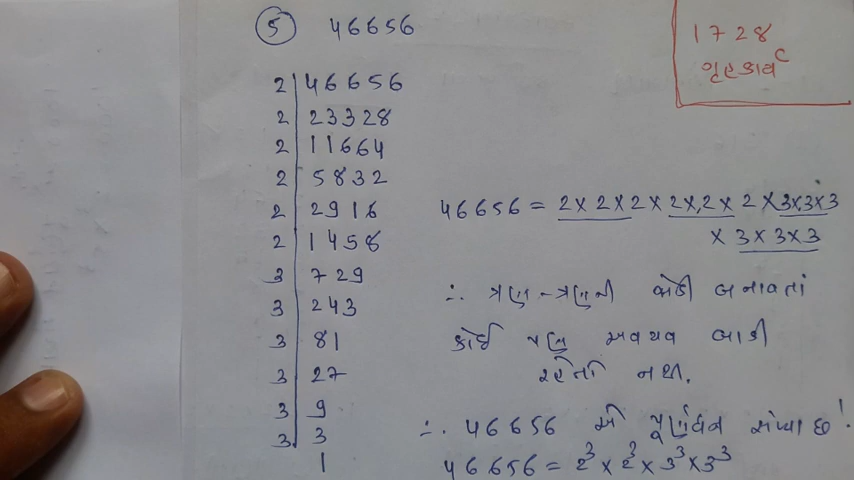 5 46656
1728
ગૃહકાર્ય
2 46656
2 23328
2 11664
2 5832
2 2916
2 1458
3 729
3 243
3 81
3 27
3 9
3 3
1
46656 = 2 x 2 x 2 x 2 x 2 x 2 x 3 x 3 x 3
x 3 x 3 x 3
∴ ત્રણ - ત્રણની જોડી બનાવતાં
કોઈ પણ અવયવ બાકી
રહેતો નથી.
∴ 46656 એ પૂર્ણઘન સંખ્યા છે.
46656 = 2³ x 2³ x 3³ x 3³